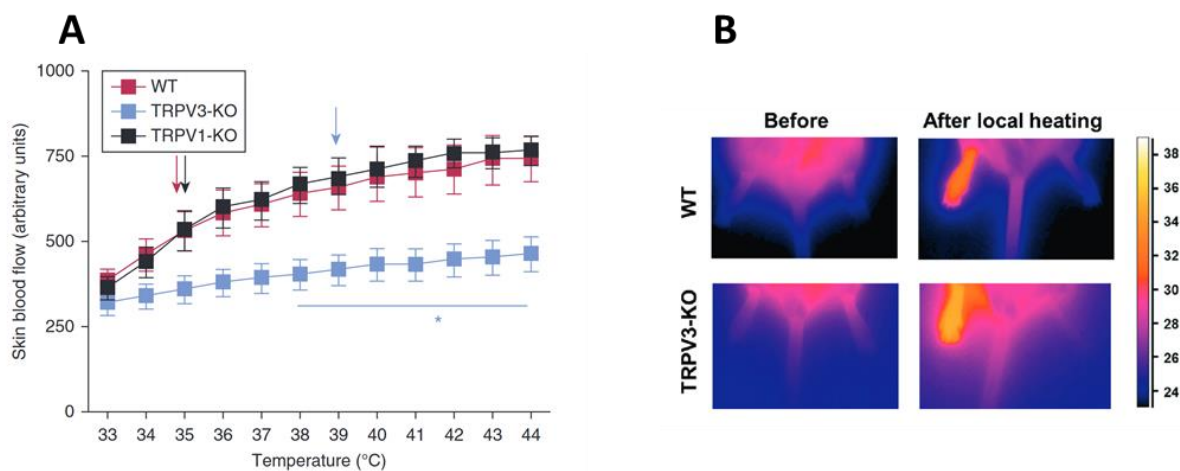 A
1000
750
500
250
0
Skin blood flow (arbitrary units)
WT
TRPV3-KO
TRPV1-KO
*
33 34 35 36 37 38 39 40 41 42 43 44
Temperature (°C)
B
Before
After local heating
WT
TRPV3-KO
38
36
34
32
30
28
26
24